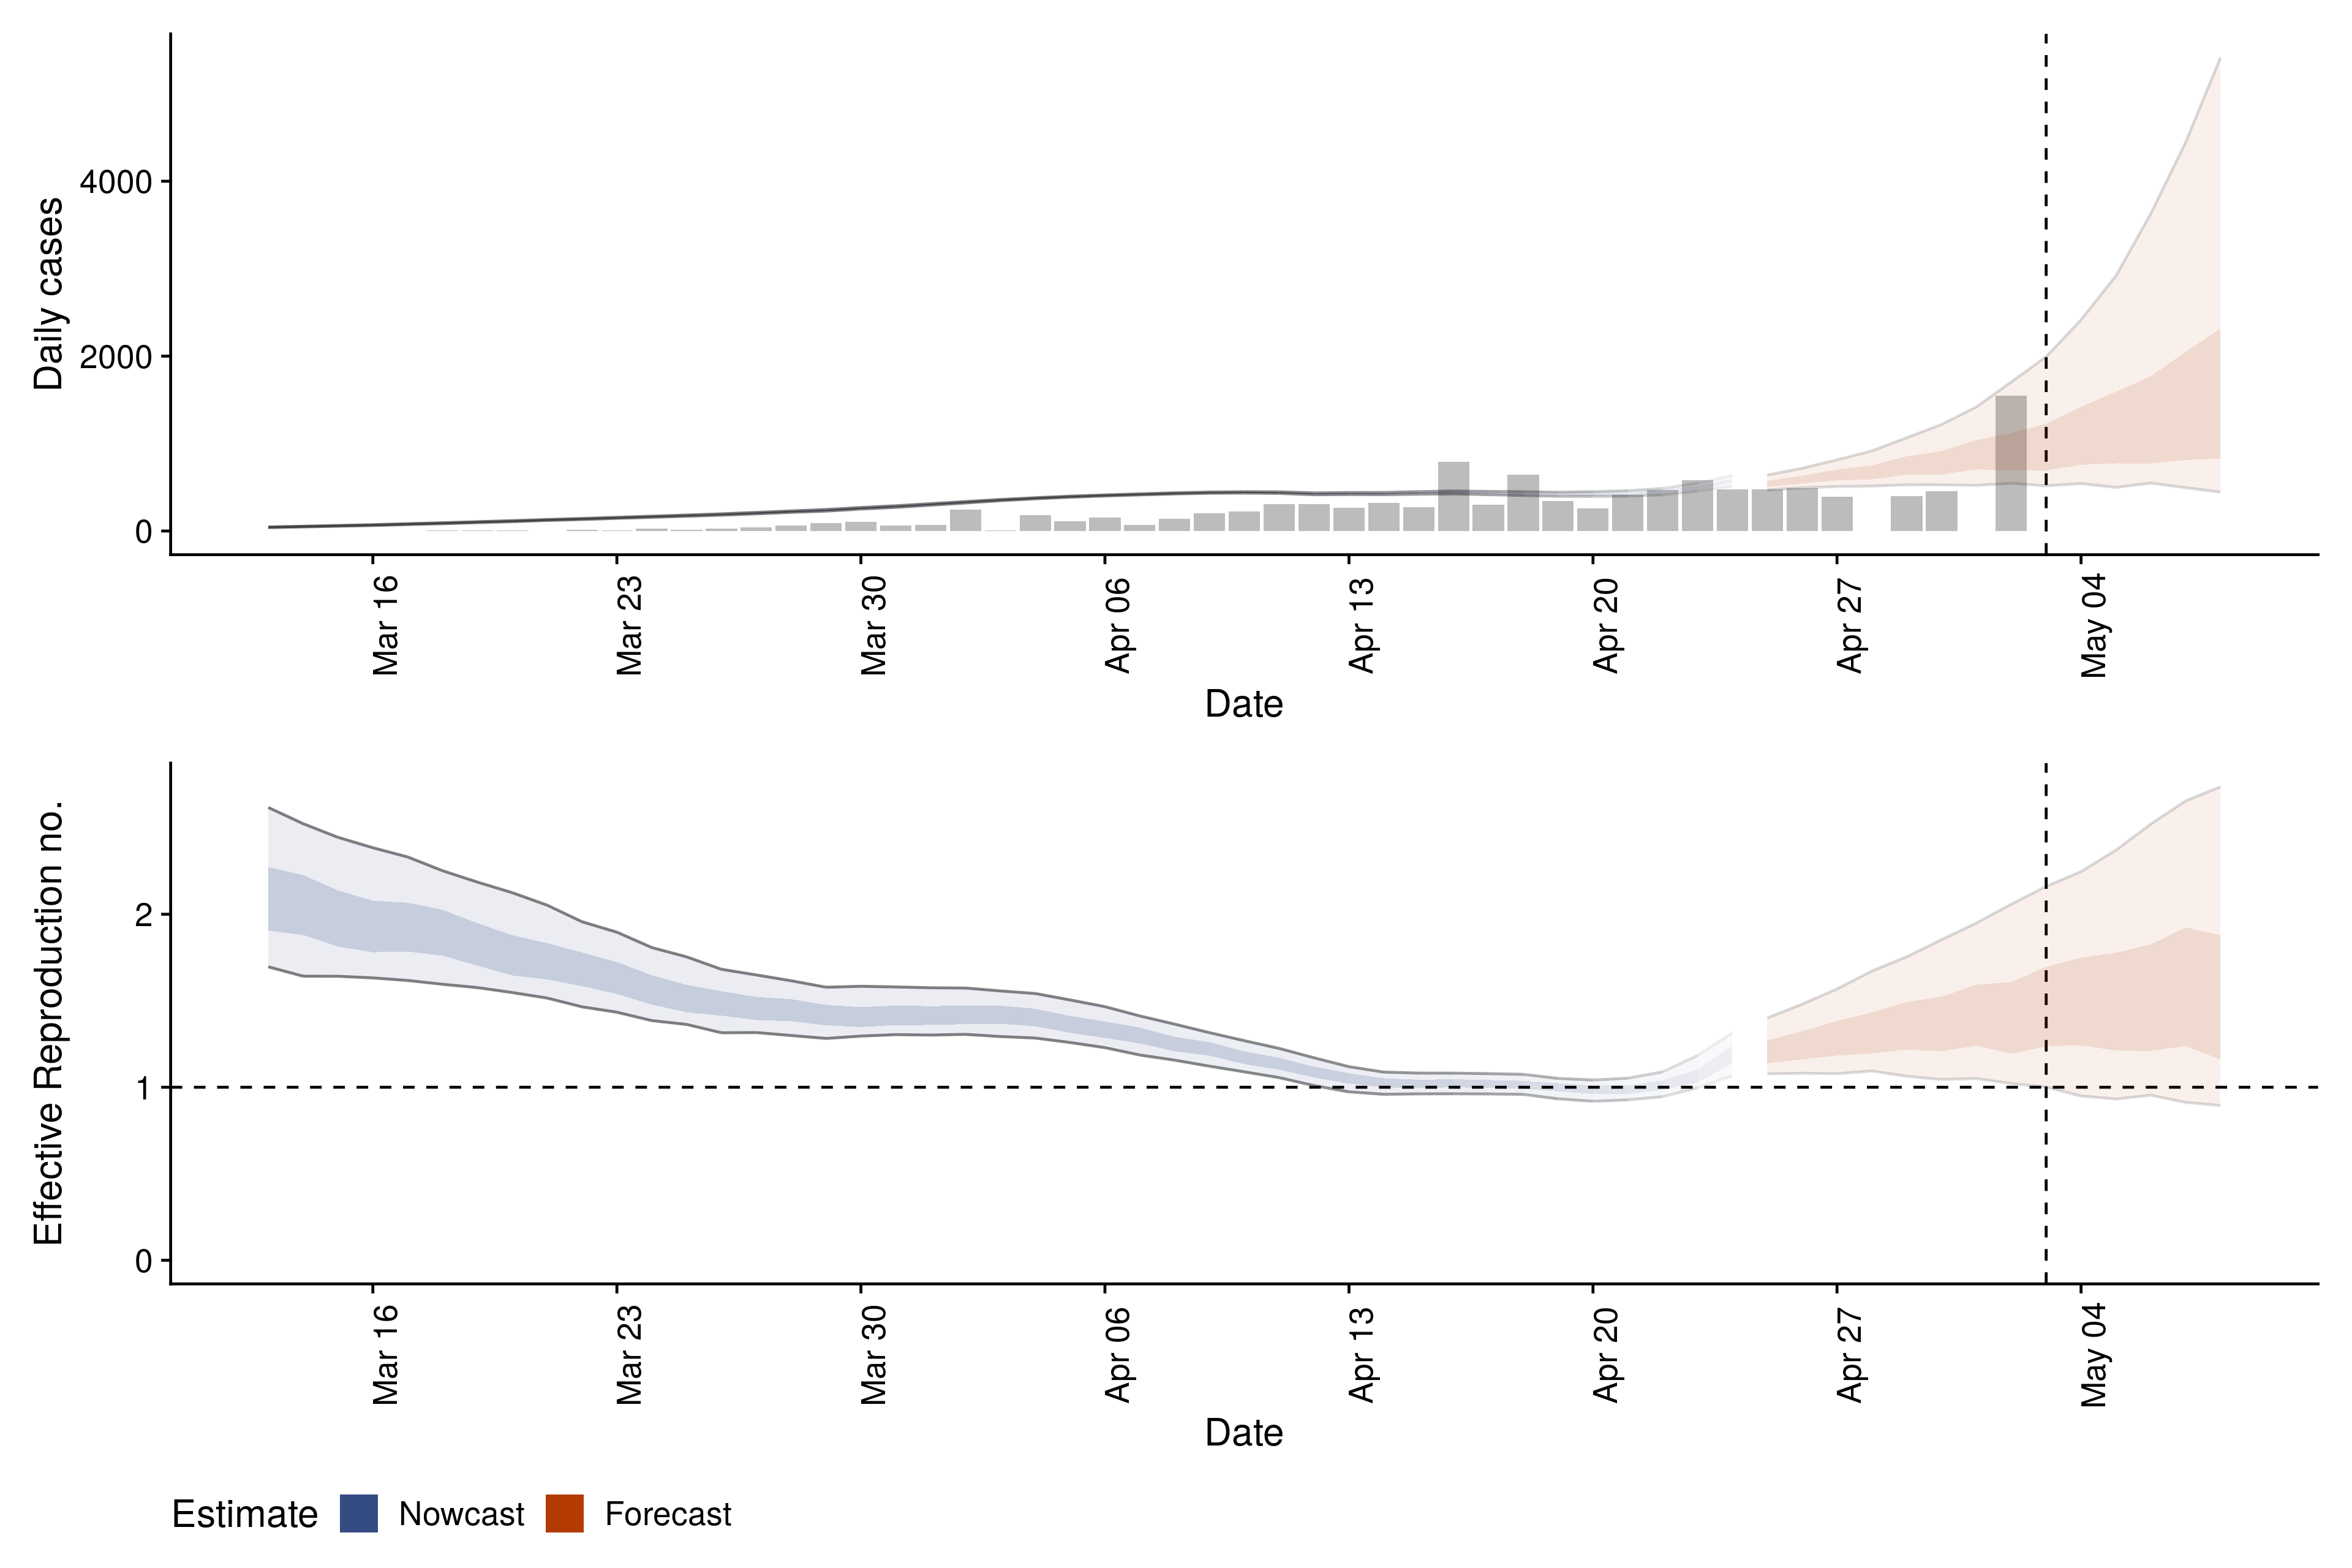 Daily cases
4000
2000
0
Mar 16
Mar 23
Mar 30
Apr 06
Apr 13
Apr 20
Apr 27
May 04
Date
Effective Reproduction no.
2
1
0
Mar 16
Mar 23
Mar 30
Apr 06
Apr 13
Apr 20
Apr 27
May 04
Date
Estimate Nowcast Forecast